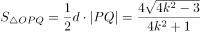 S_{\triangle OPQ} = \frac{1}{2} d \cdot |PQ| = \frac{4\sqrt{4k^2 - 3}}{4k^2 + 1}